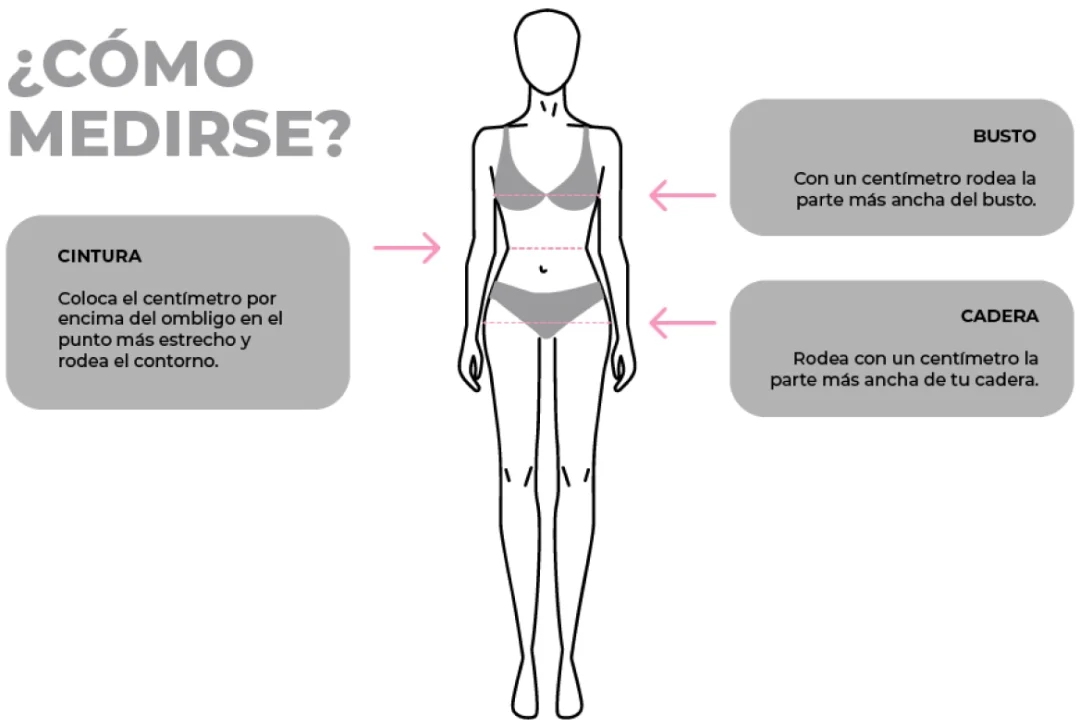 ¿CÓMO
MEDIRSE?
CINTURA
Coloca el centímetro por
encima del ombligo en el
punto más estrecho y
rodea el contorno.
BUSTO
Con un centímetro rodea la
parte más ancha del busto.
CADERA
Rodea con un centímetro la
parte más ancha de tu cadera.